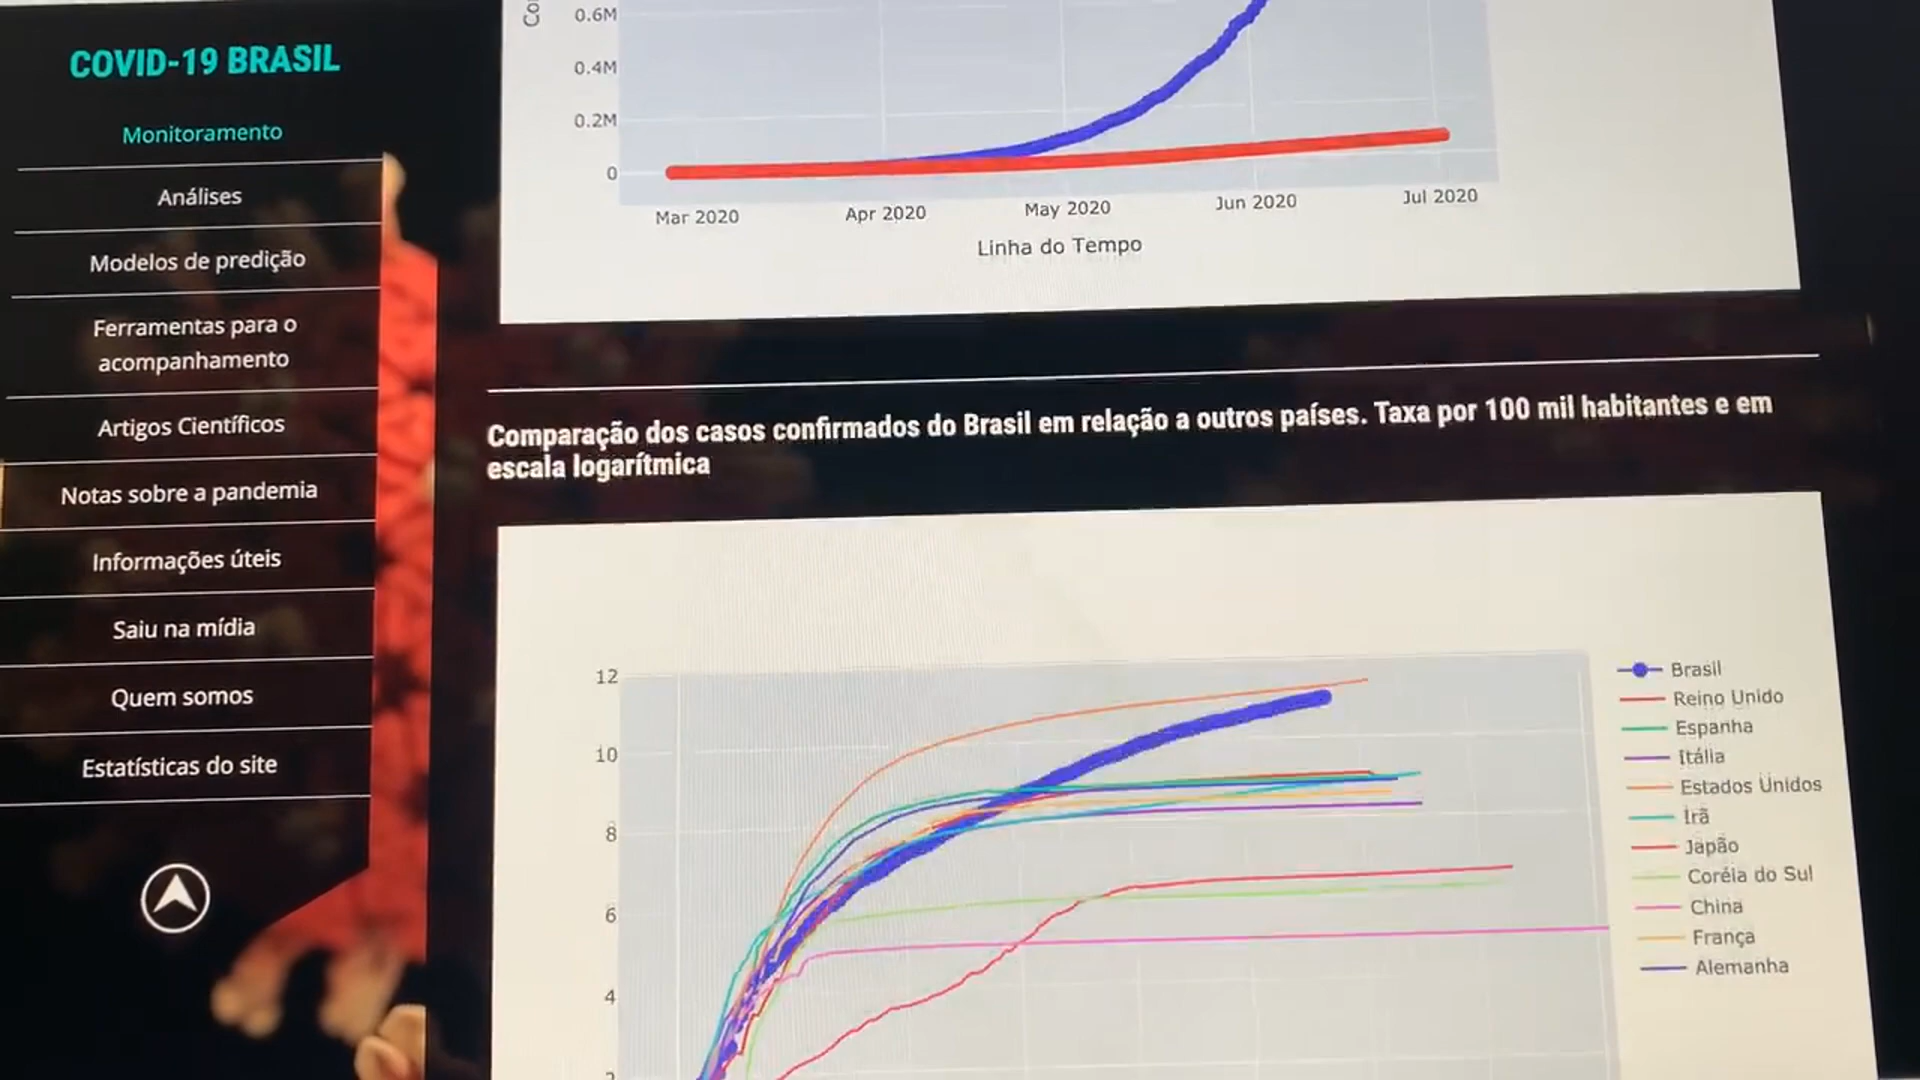 COVID-19 BRASIL
Monitoramento
Análises
Modelos de predição
Ferramentas para o
acompanhamento
Artigos Científicos
Notas sobre a pandemia
Informações úteis
Saiu na mídia
Quem somos
Estatísticas do site
0.6M
0.4M
0.2M
0
Mar 2020
Apr 2020
May 2020
Jun 2020
Jul 2020
Linha do Tempo
Comparação dos casos confirmados do Brasil em relação a outros países. Taxa por 100 mil habitantes e em
escala logarítmica
12
10
8
6
4
Brasil
Reino Unido
Espanha
Itália
Estados Unidos
Irã
Japão
Coréia do Sul
China
França
Alemanha